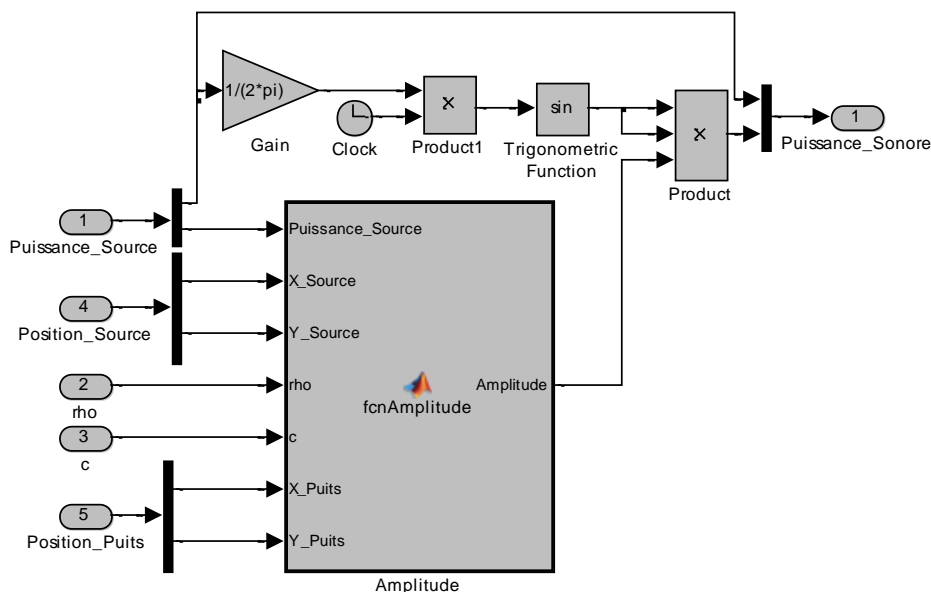 1/(2*pi)
Gain
Clock
×
Product1
sin
Trigonometric
Function
×
Product
1
Puissance_Sonore
1
Puissance_Source
4
Position_Source
2
rho
3
c
5
Position_Puits
Puissance_Source
X_Source
Y_Source
rho
c
X_Puits
Y_Puits
fcnAmplitude
Amplitude
Amplitude